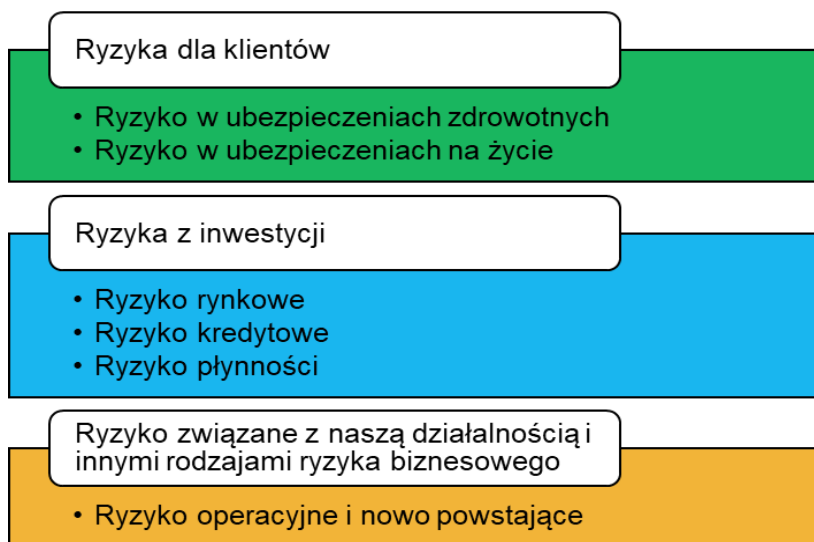 Ryzyka dla klientów
• Ryzyko w ubezpieczeniach zdrowotnych
• Ryzyko w ubezpieczeniach na życie
Ryzyka z inwestycji
• Ryzyko rynkowe
• Ryzyko kredytowe
• Ryzyko płynności
Ryzyko związane z naszą działalnością i
innymi rodzajami ryzyka biznesowego
• Ryzyko operacyjne i nowo powstające